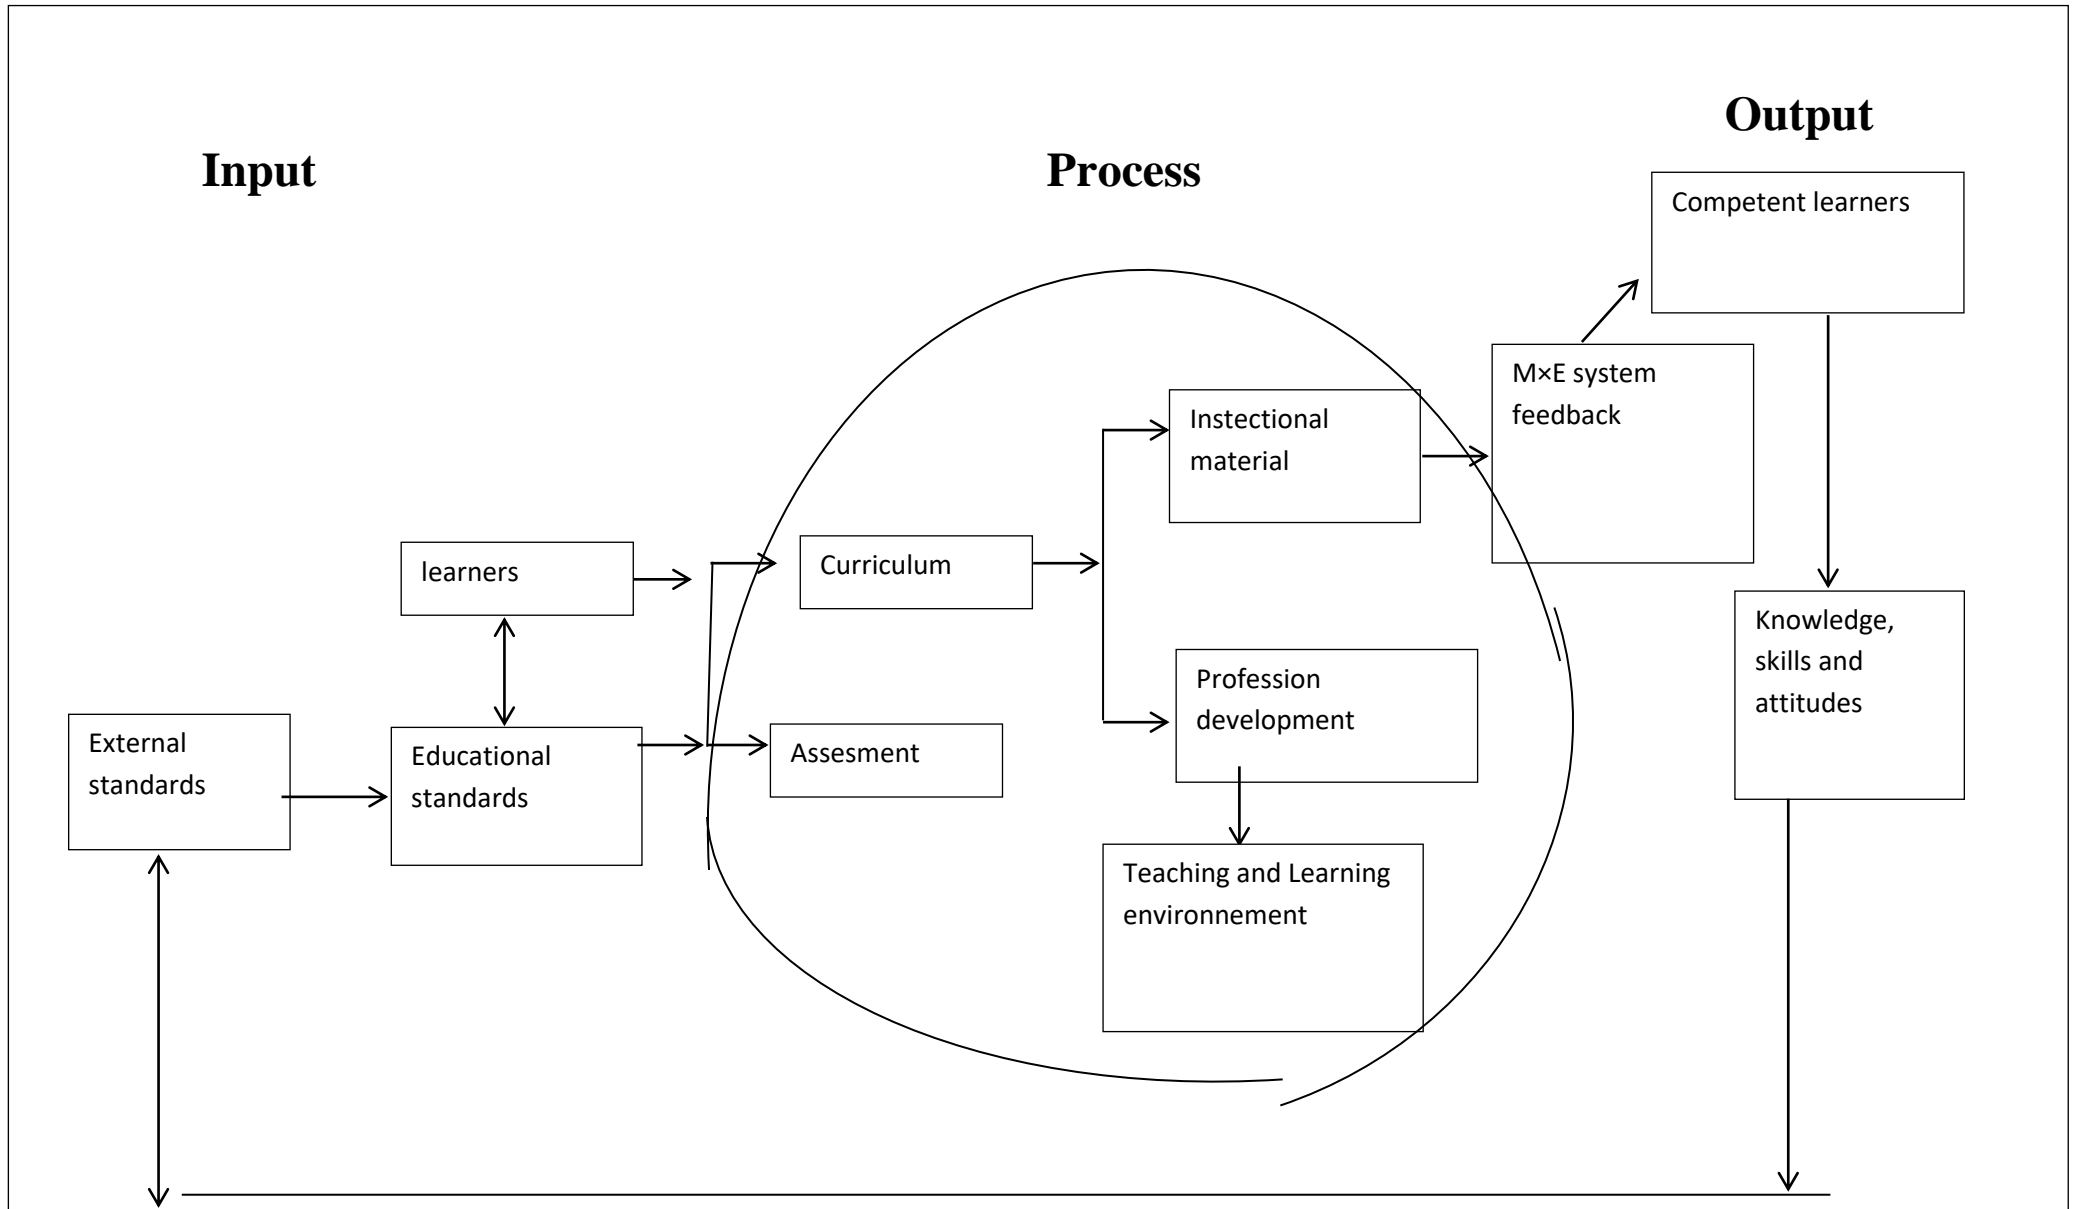 Output
Input
Process
Competent learners
M×E system
feedback
Instectional
material
learners
Curriculum
Knowledge,
skills and
attitudes
Profession
development
External
standards
Educational
standards
Assesment
Teaching and Learning
environnement